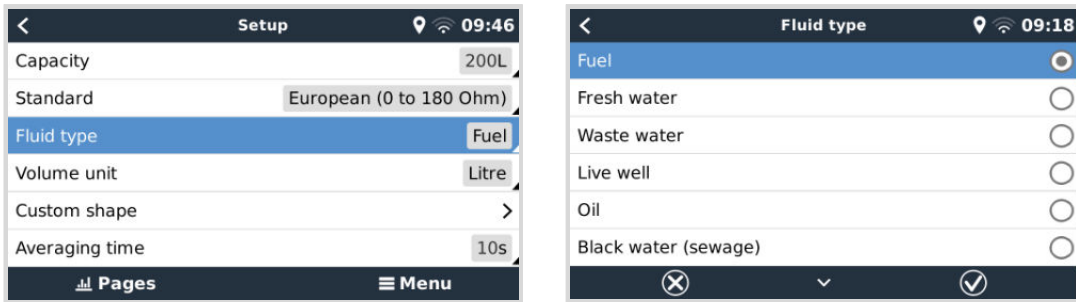 Setup 09:46
Capacity 200L
Standard European (0 to 180 Ohm)
Fluid type Fuel
Volume unit Litre
Custom shape
Averaging time 10s
Pages Menu
Fluid type 09:18
Fuel
Fresh water
Waste water
Live well
Oil
Black water (sewage)